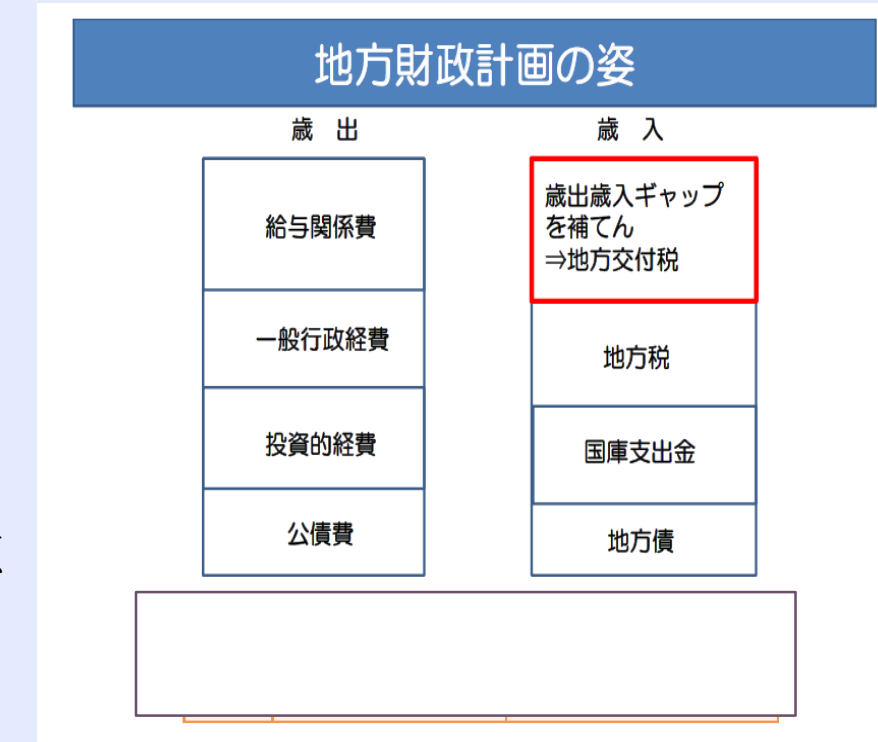 地方財政計画の姿
歳 出
歳 入
給与関係費
一般行政経費
投資的経費
公債費
歳出歳入ギャップ
を補てん
⇒地方交付税
地方税
国庫支出金
地方債